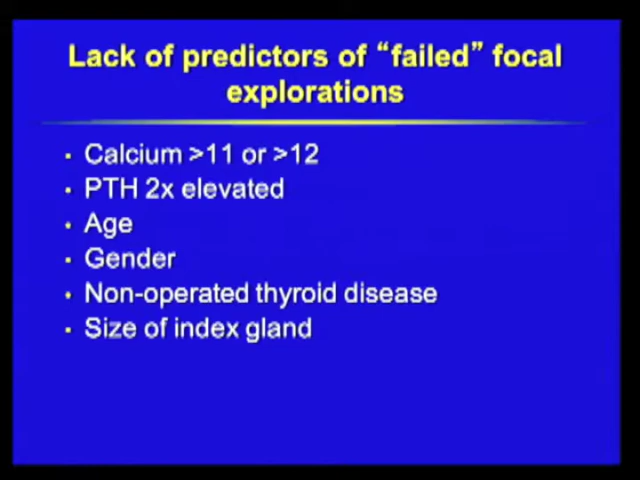 Lack of predictors of “failed” focal
explorations
• Calcium >11 or >12
• PTH 2x elevated
• Age
• Gender
• Non-operated thyroid disease
• Size of index gland